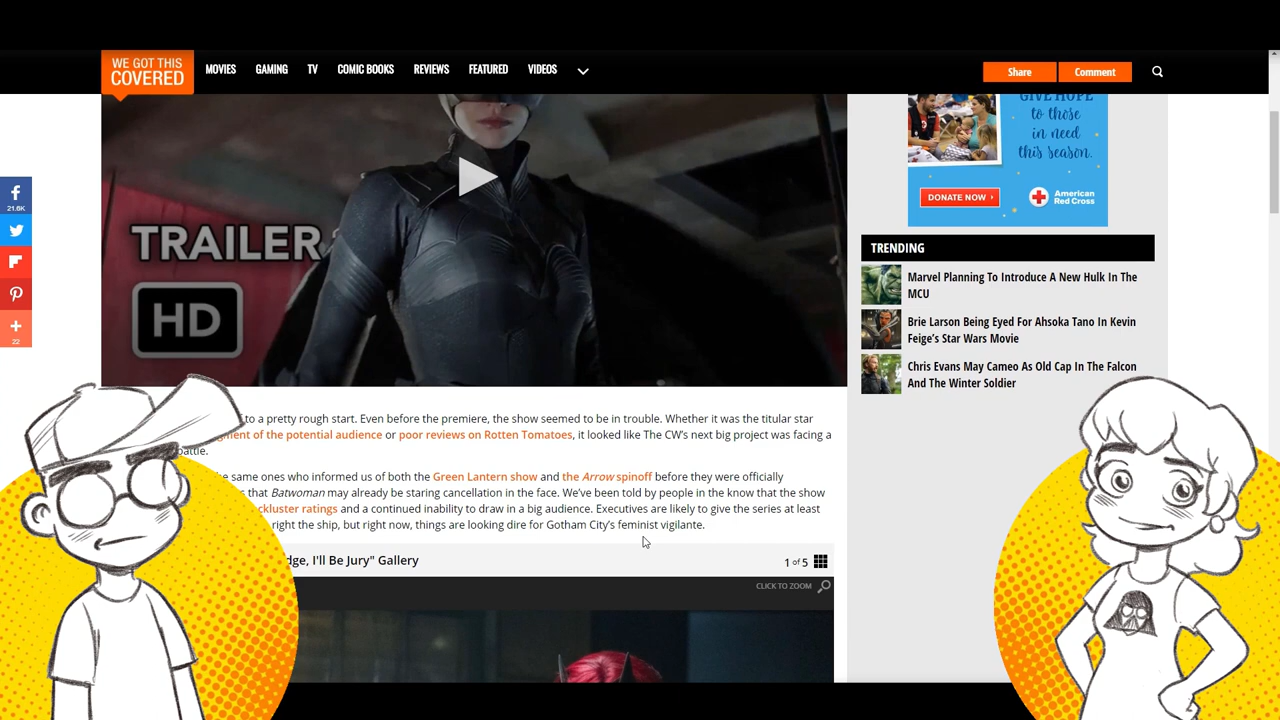 WE GOT THIS
COVERED
MOVIES GAMING TV COMIC BOOKS REVIEWS FEATURED VIDEOS
Share Comment
21.6K
22
TRAILER
HD
GIVE HOPE
to those
in need
this season.
DONATE NOW
American
Red Cross
TRENDING
Marvel Planning To Introduce A New Hulk In The
MCU
Brie Larson Being Eyed For Ahsoka Tano In Kevin
Feige's Star Wars Movie
Chris Evans May Cameo As Old Cap In The Falcon
And The Winter Soldier
to a pretty rough start. Even before the premiere, the show seemed to be in trouble. Whether it was the titular star
of the potential audience or poor reviews on Rotten Tomatoes, it looked like The CW's next big project was facing a
same ones who informed us of both the Green Lantern show and the Arrow spinoff before they were officially
that Batwoman may already be staring cancellation in the face. We've been told by people in the know that the show
ratings and a continued inability to draw in a big audience. Executives are likely to give the series at least
right the ship, but right now, things are looking dire for Gotham City's feminist vigilante.
I'll Be Jury" Gallery
1 of 5
CLICK TO ZOOM